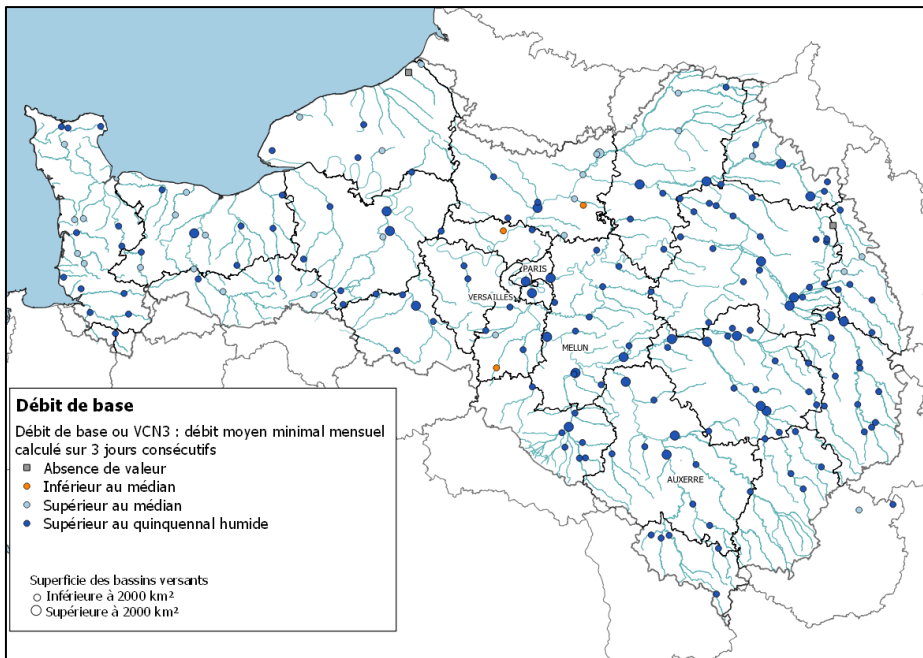 PARIS
VERSAILLES
MELUN
AUXERRE
Débit de base
Débit de base ou VCN3 : débit moyen minimal mensuel
calculé sur 3 jours consécutifs
Absence de valeur
Inférieur au médian
Supérieur au médian
Supérieur au quinquennal humide
Superficie des bassins versants
Inférieure à 2000 km²
Supérieure à 2000 km²